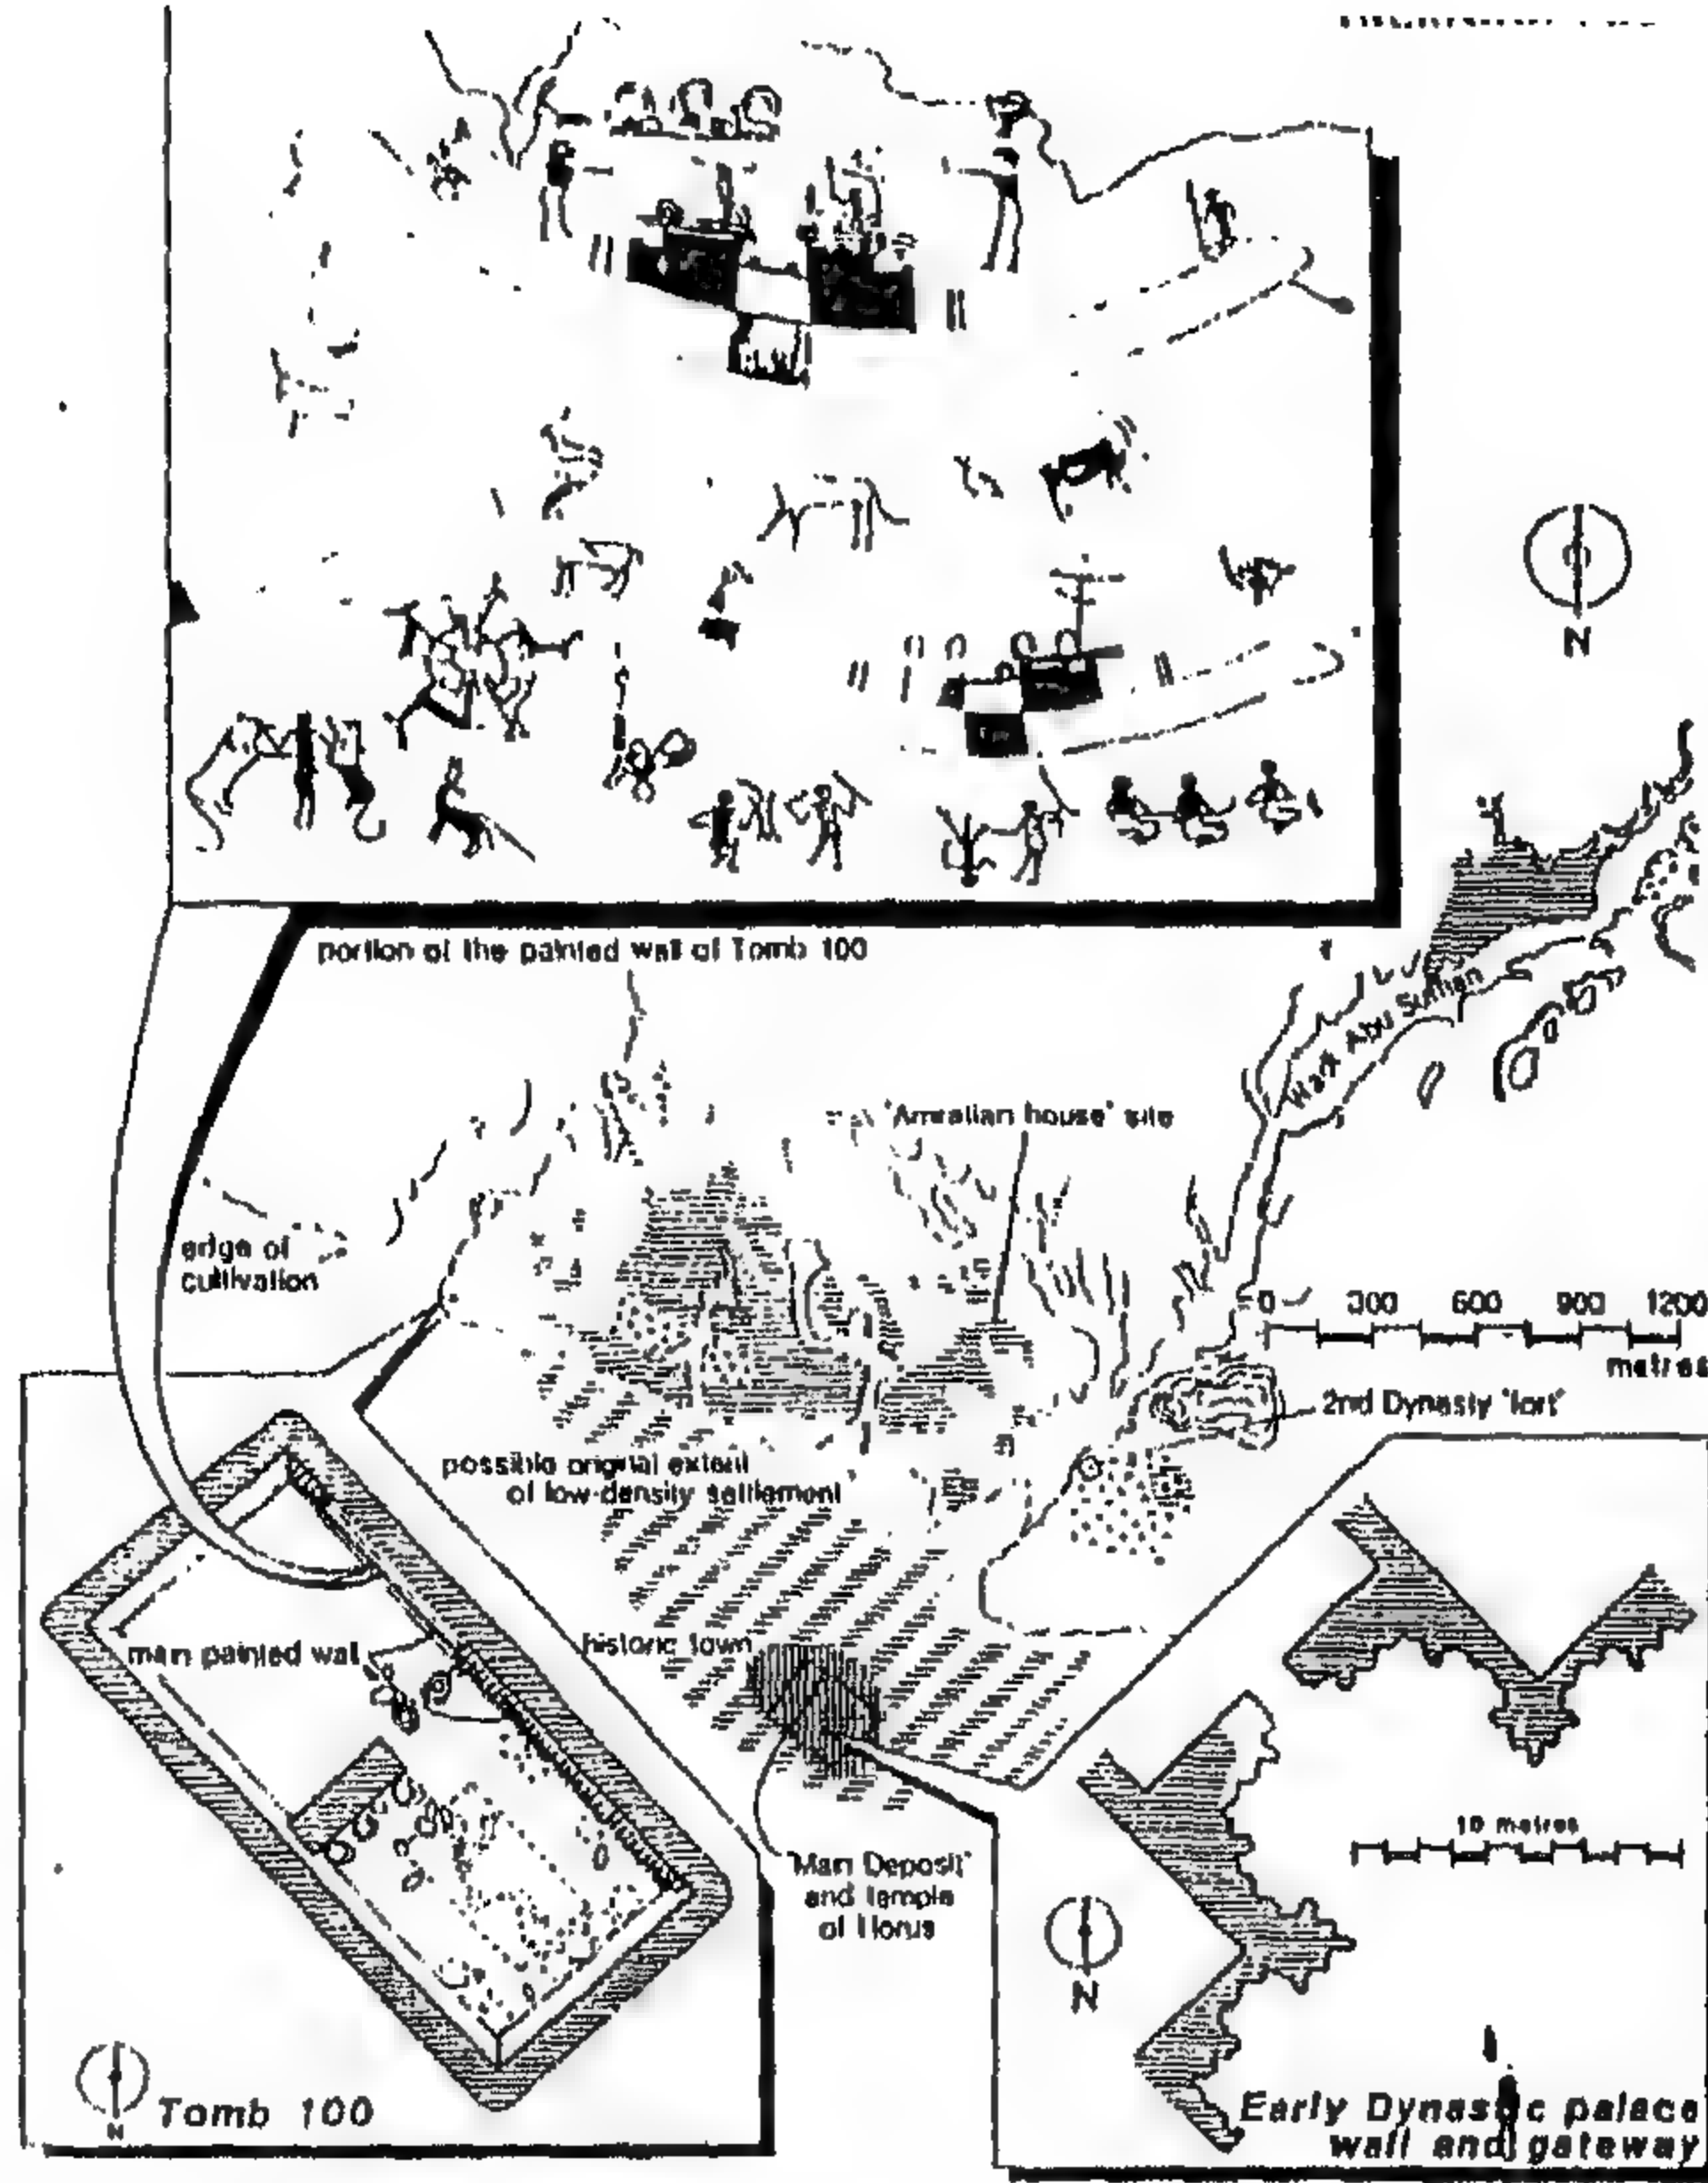 portion of the painted wall of Tomb 100
N
Wadi Abu Suffian
'Amratian house' site
edge of
cultivation
0 300 600 900 1200
metres
2nd Dynasty 'fort'
possible original extent
of low-density settlement
historic town
main painted wall
10 metres
'Main Deposit'
and temple
of Horus
N
N
Tomb 100
Early Dynastic palace
wall and gateway